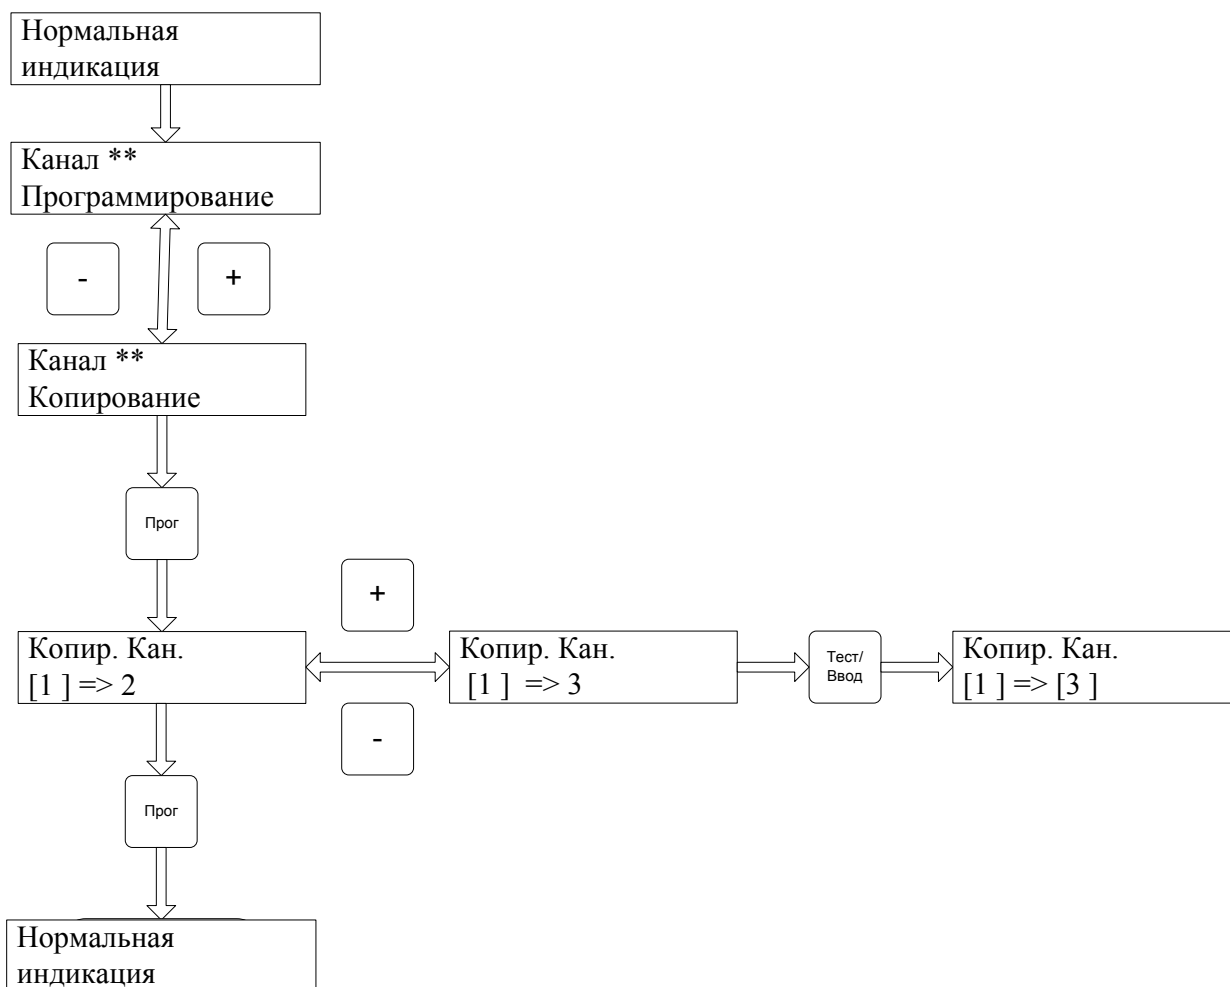 Нормальная
индикация
Канал **
Программирование
-
+
Канал **
Копирование
Прог
+
Копир. Кан.
[1 ] => 2
Копир. Кан.
[1 ] => 3
Тест/
Ввод
Копир. Кан.
[1 ] => [3 ]
-
Прог
Нормальная
индикация